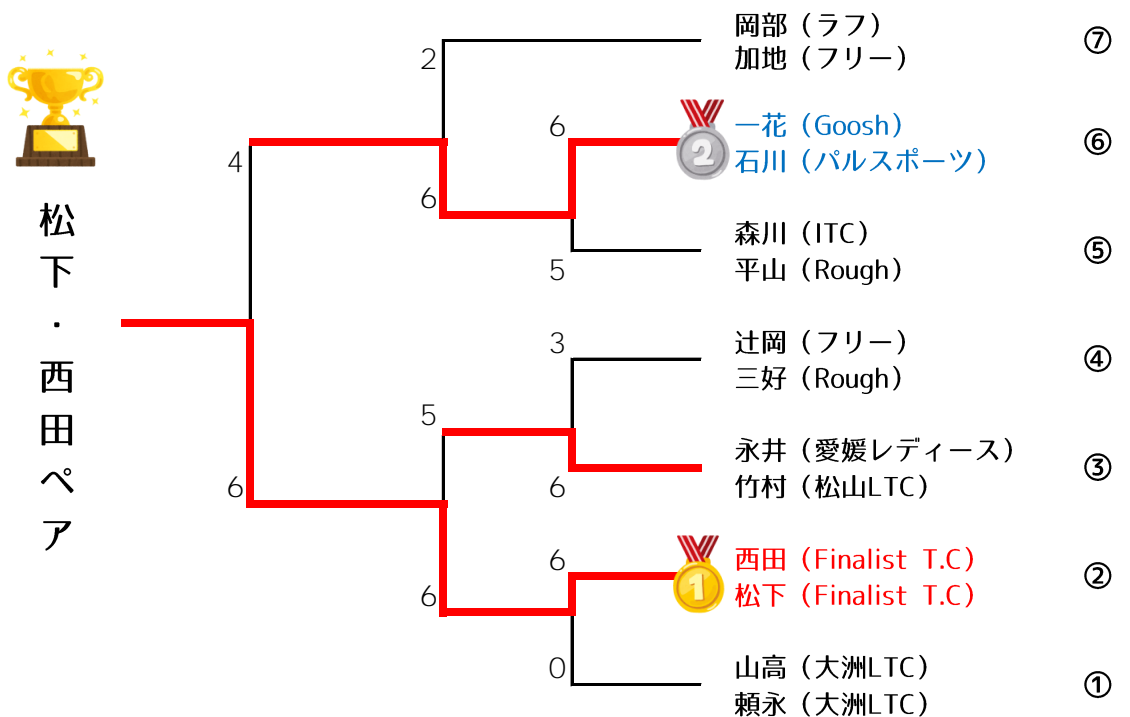 岡部（ラフ）
加地（フリー）
⑦
2
一花（Goosh）
石川（パルスポーツ）
⑥
2
6
4
6
森川（ITC）
平山（Rough）
⑤
5
松下・西田ペア
辻岡（フリー）
三好（Rough）
④
3
5
永井（愛媛レディース）
竹村（松山LTC）
③
6
6
西田（Finalist T.C）
松下（Finalist T.C）
②
1
6
6
山高（大洲LTC）
頼永（大洲LTC）
①
0